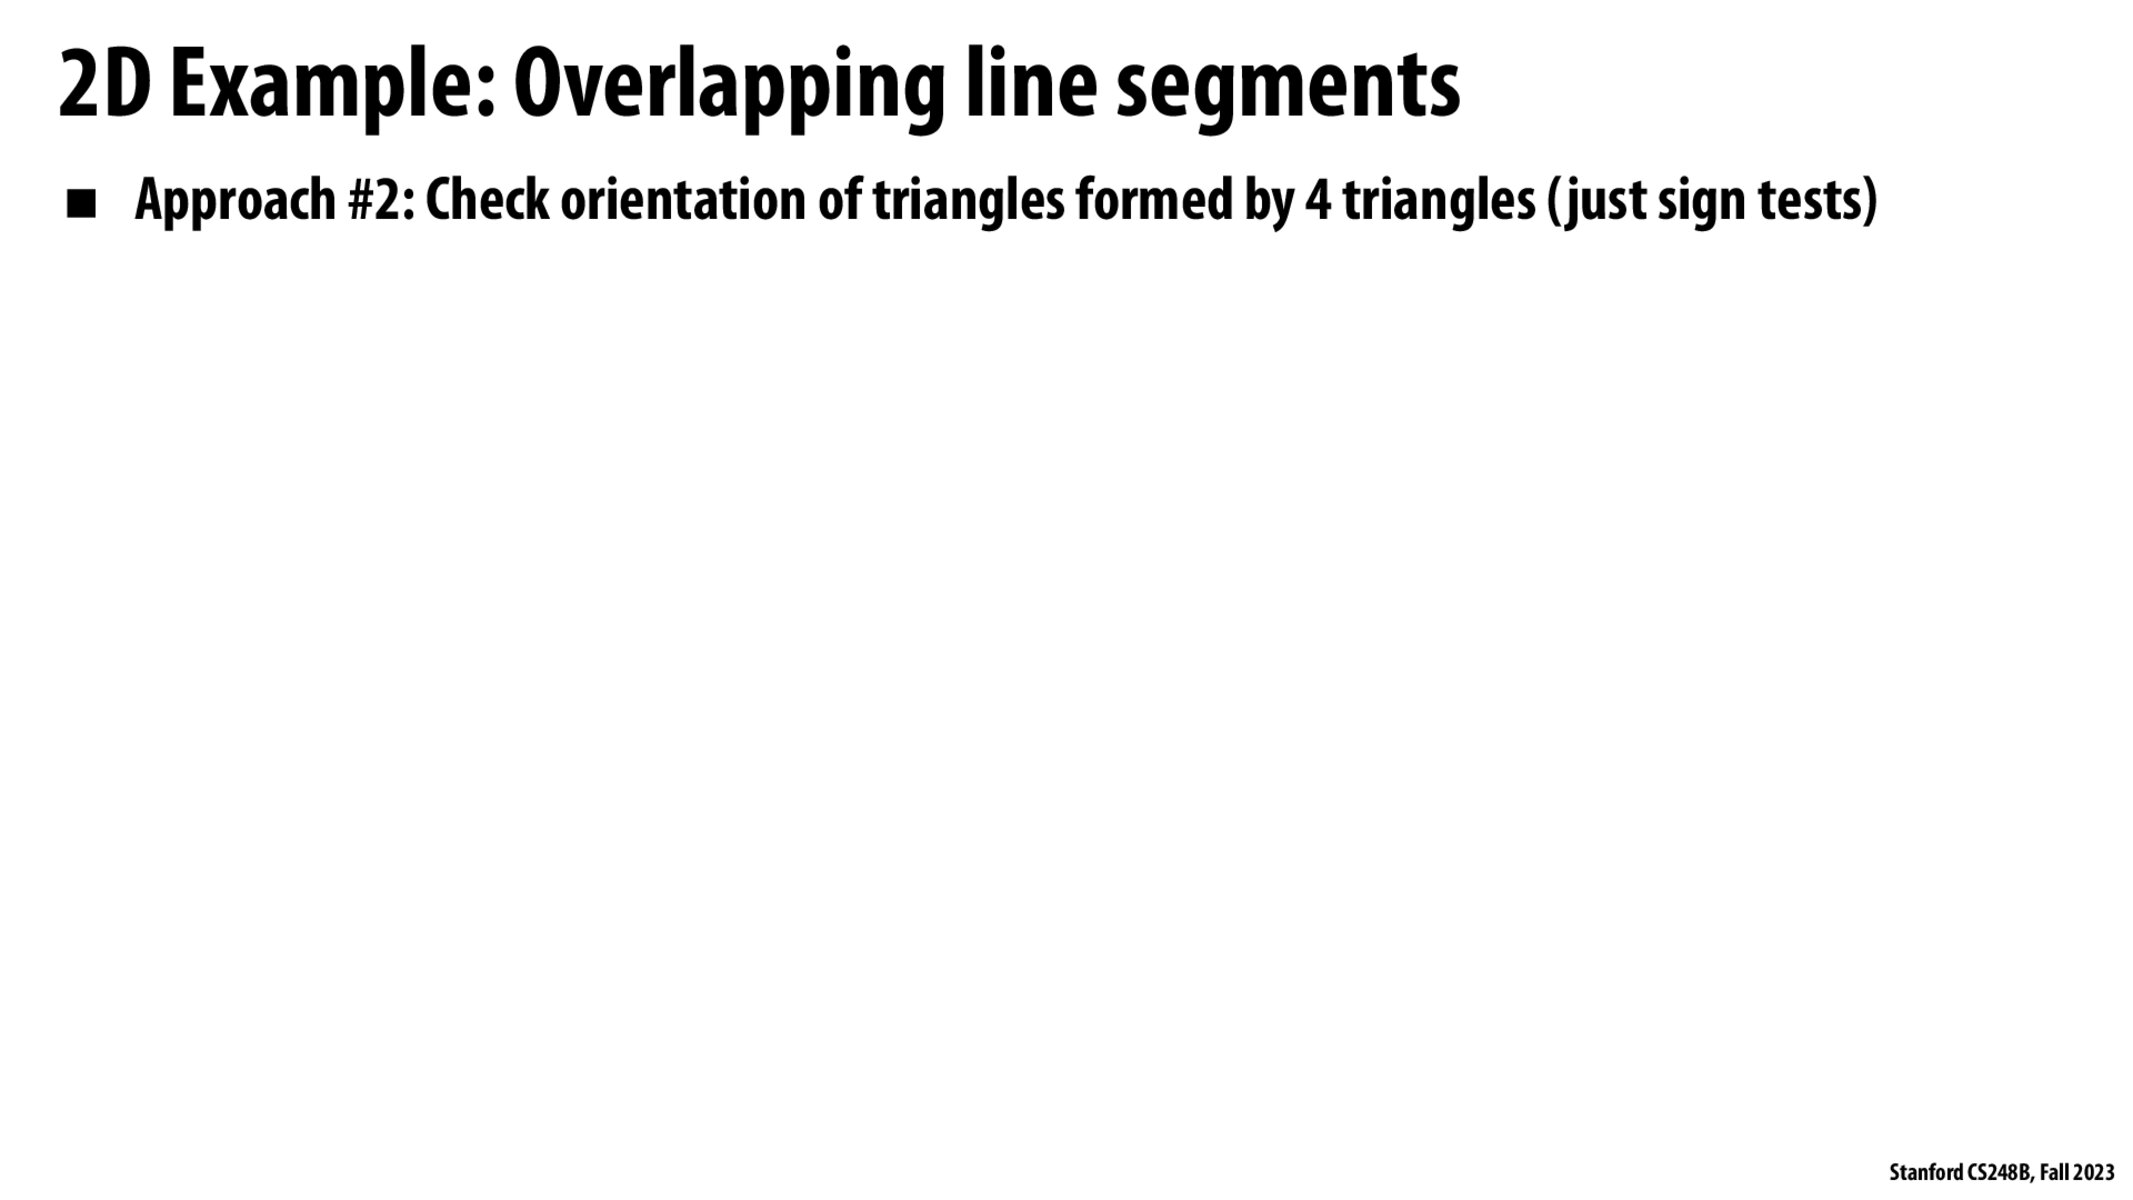 2D Example: Overlapping line segments
■ Approach #2: Check orientation of triangles formed by 4 triangles (just sign tests)
Stanford CS248B, Fall 2023